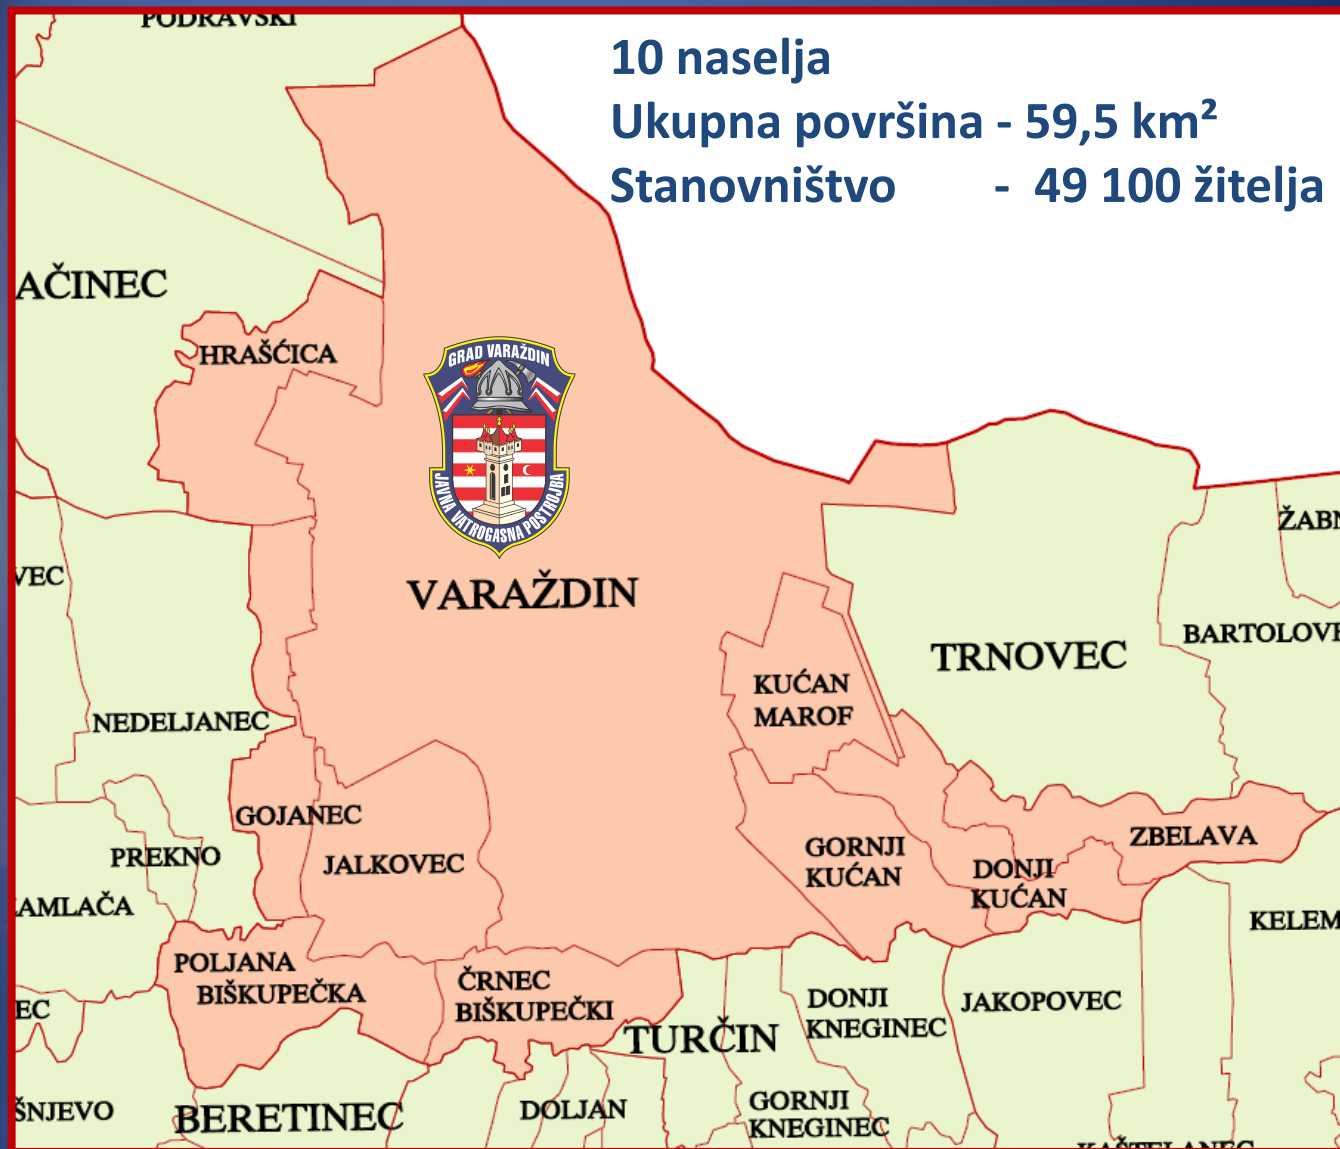 PODRAVSKI
10 naselja
Ukupna površina - 59,5 km²
Stanovništvo - 49 100 žitelja
AČINEC
HRAŠĆICA
GRAD VARAŽDIN
JAVNA VATROGASNA POSTROJBA
VARAŽDIN
ŽABN
VEC
BARTOLOVE
TRNOVEC
KUĆAN
MAROF
NEDELJANEC
GOJANEC
PREKNO
JALKOVEC
GORNJI
KUĆAN
DONJI
KUĆAN
ZBELAVA
AMLAČA
KELEM
POLJANA
BIŠKUPEČKA
ČRNEC
BIŠKUPEČKI
EC
DONJI
KNEGINEC
JAKOPOVEC
TURČIN
ŠNJEVO
BERETINEC
DOLJAN
GORNJI
KNEGINEC
KAŠTELANEC